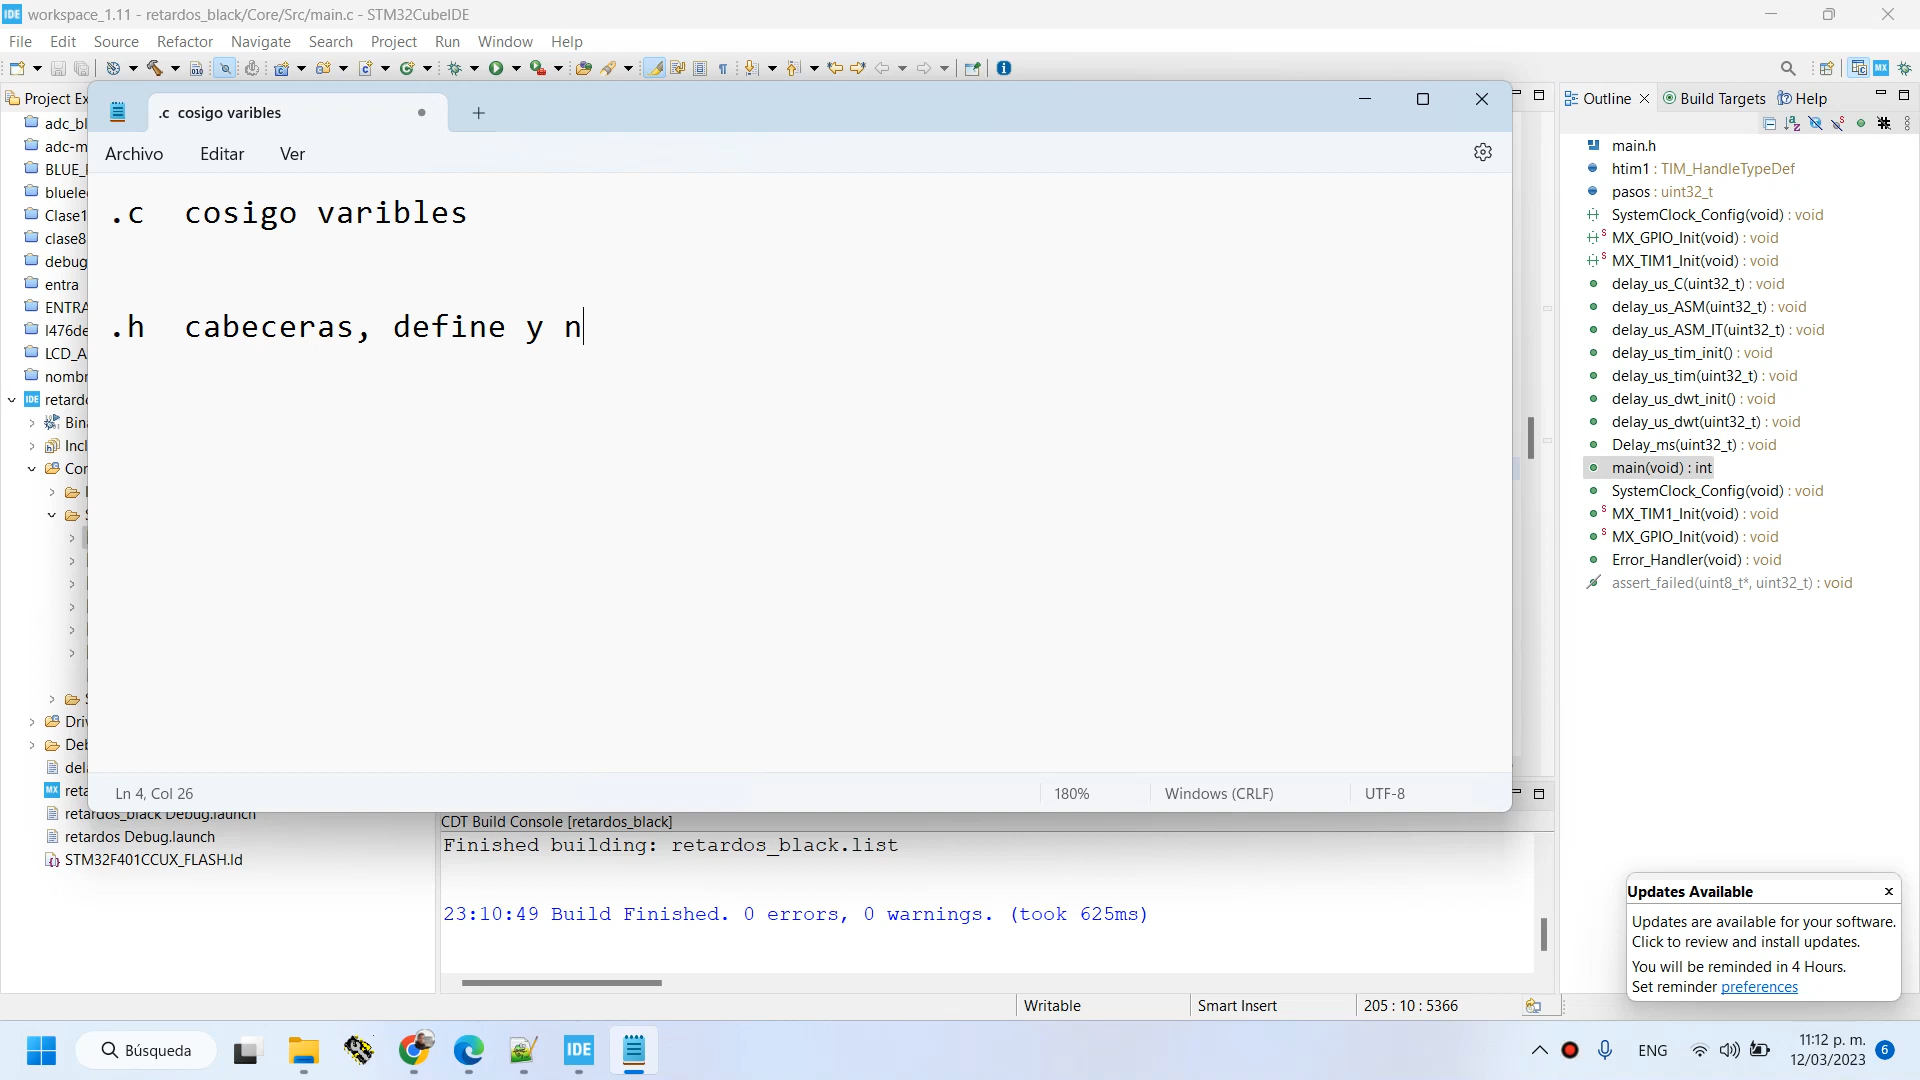 IDE workspace_1.11 - retardos_black/Core/Src/main.c - STM32CubeIDE
File Edit Source Refactor Navigate Search Project Run Window Help
Project Ex
adc_bl
adc-m
BLUE_
bluele
Clase1
clase8
debug
entra
ENTRA
l476de
LCD_A
nombr
IDE retardo
Bin
Incl
Cor
Dri
Deb
del
MX reta
retardos_black Debug.launch
retardos Debug.launch
STM32F401CCUX_FLASH.ld
.c cosigo varibles
Archivo Editar Ver
.c cosigo varibles
.h cabeceras, define y n
Ln 4, Col 26 180% Windows (CRLF) UTF-8
CDT Build Console [retardos_black]
Finished building: retardos_black.list
23:10:49 Build Finished. 0 errors, 0 warnings. (took 625ms)
Outline Build Targets Help
main.h
htim1 : TIM_HandleTypeDef
pasos : uint32_t
SystemClock_Config(void) : void
MX_GPIO_Init(void) : void
MX_TIM1_Init(void) : void
delay_us_C(uint32_t) : void
delay_us_ASM(uint32_t) : void
delay_us_ASM_IT(uint32_t) : void
delay_us_tim_init() : void
delay_us_tim(uint32_t) : void
delay_us_dwt_init() : void
delay_us_dwt(uint32_t) : void
Delay_ms(uint32_t) : void
main(void) : int
SystemClock_Config(void) : void
MX_TIM1_Init(void) : void
MX_GPIO_Init(void) : void
Error_Handler(void) : void
assert_failed(uint8_t*, uint32_t) : void
Updates Available
Updates are available for your software.
Click to review and install updates.
You will be reminded in 4 Hours.
Set reminder preferences
Writable Smart Insert 205 : 10 : 5366
Búsqueda IDE ENG 11:12 p. m.
12/03/2023 6